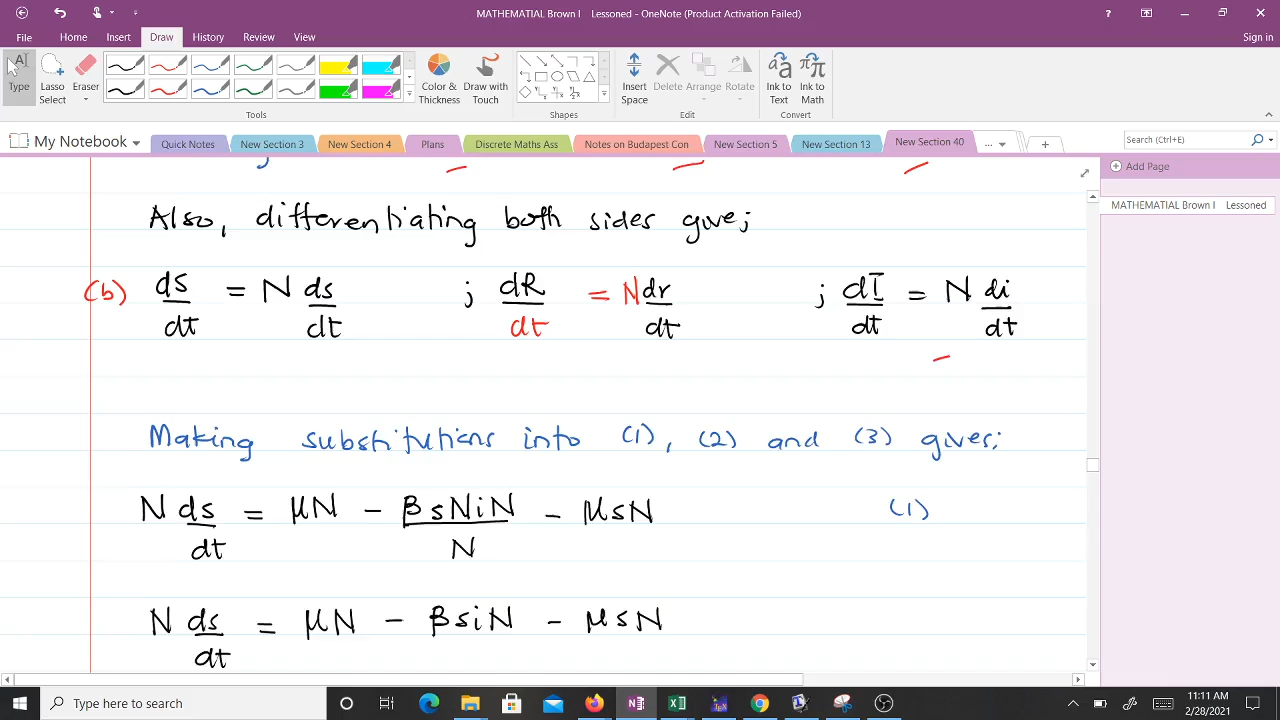 MATHEMATIAL Brown I Lessoned - OneNote (Product Activation Failed)
File Home Insert Draw History Review View Sign in
Type
Lasso Select
Eraser
Color & Thickness
Draw with Touch
Insert Space
Delete
Arrange
Rotate
Ink to Text
Ink to Math
Tools Shapes Edit Convert
My Notebook Quick Notes New Section 3 New Section 4 Plans Discrete Maths Ass Notes on Budapest Con New Section 5 New Section 13 New Section 40 ... Search (Ctrl+E)
Add Page
MATHEMATIAL Brown I Lessoned
Also, differentiating both sides give;
(b) ds/dt = N ds/dt ; dR/dt = N dr/dt ; dI/dt = N di/dt
Making substitutions into (1), (2) and (3) gives;
N ds/dt = μN - βsNiN/N - μsN (1)
N ds/dt = μN - βsiN - μsN
Type here to search
11:11 AM
2/28/2021